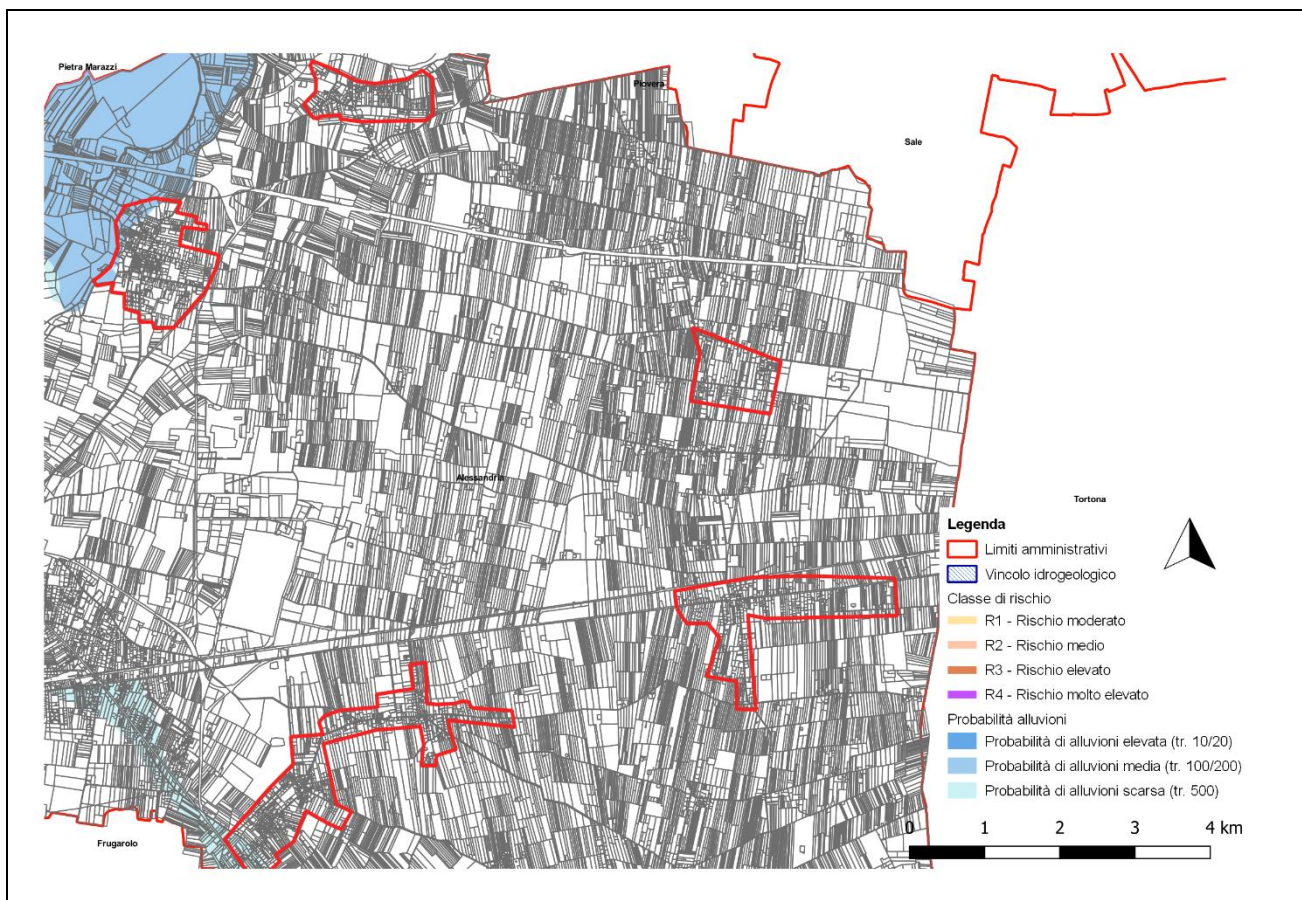 Pietra Marazzi
Piovera
Sale
Alessandria
Tortona
Frugarolo
Legenda
Limiti amministrativi
Vincolo idrogeologico
Classe di rischio
R1 - Rischio moderato
R2 - Rischio medio
R3 - Rischio elevato
R4 - Rischio molto elevato
Probabilità alluvioni
Probabilità di alluvioni elevata (tr. 10/20)
Probabilità di alluvioni media (tr. 100/200)
Probabilità di alluvioni scarsa (tr. 500)
0 1 2 3 4 km